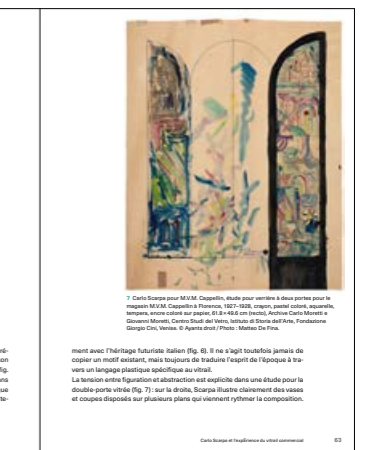 7 Carlo Scarpa pour M.V.M. Cappellin, étude pour verrière à deux portes pour le
magasin M.V.M. Cappellin à Florence, 1927–1928, crayon, pastel coloré, aquarelle,
tempera, encre coloré sur papier, 61.8 × 49.6 cm (recto), Archive Carlo Moretti e
Giovanni Moretti, Centro Studi del Vetro, Istituto di Storia dell'Arte, Fondazione
Giorgio Cini, Venise. © Ayants droit / Photo : Matteo De Fina.
ment avec l'héritage futuriste italien (fig. 6). Il ne s'agit toutefois jamais de
copier un motif existant, mais toujours de traduire l'esprit de l'époque à tra-
vers un langage plastique spécifique au vitrail.
La tension entre figuration et abstraction est explicite dans une étude pour la
double-porte vitrée (fig. 7) : sur la droite, Scarpa illustre clairement des vases
et coupes disposés sur plusieurs plans qui viennent rythmer la composition.
Carlo Scarpa et l'expérience du vitrail commercial 63